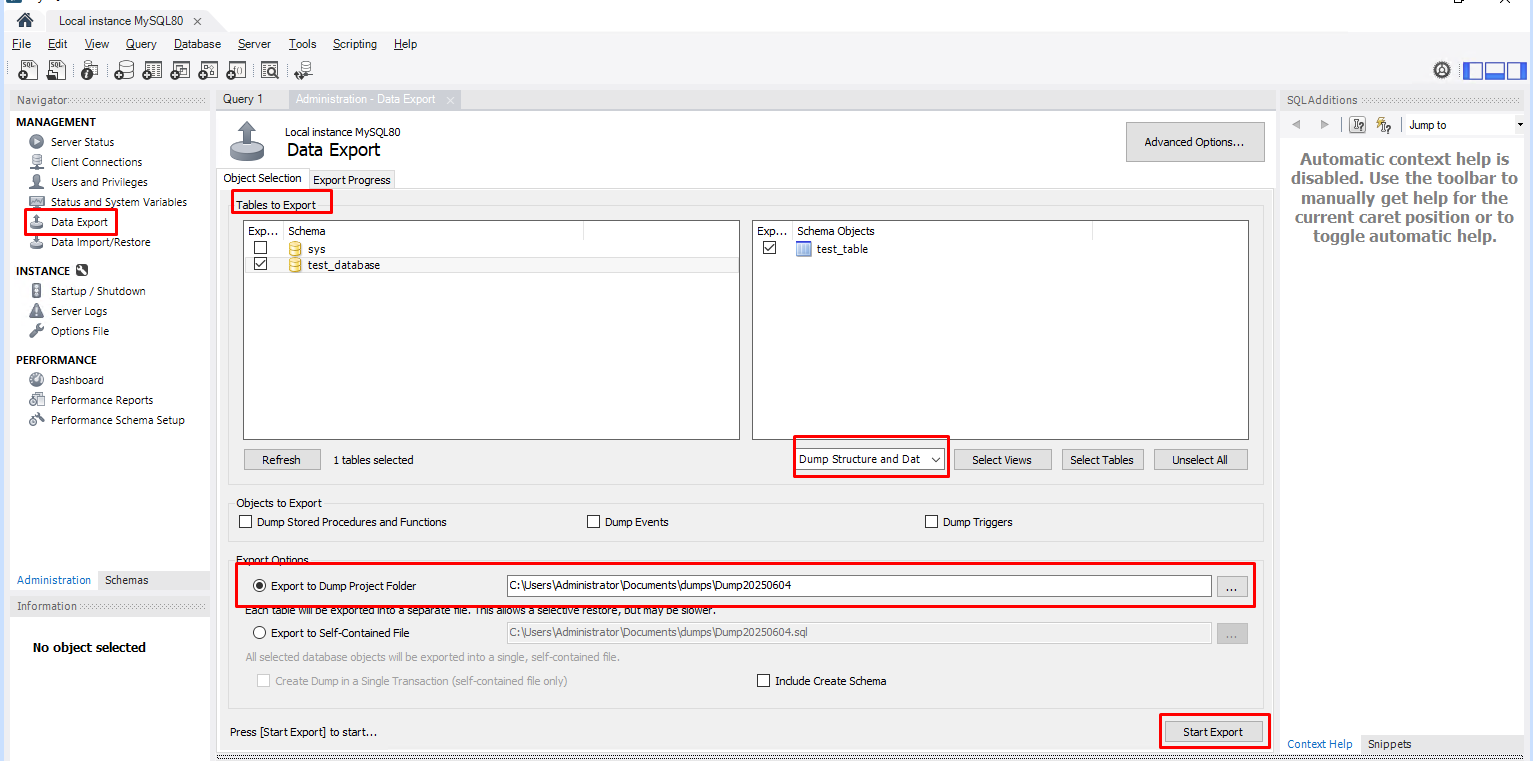 Local instance MySQL80
File Edit View Query Database Server Tools Scripting Help
Navigator
MANAGEMENT
Server Status
Client Connections
Users and Privileges
Status and System Variables
Data Export
Data Import/Restore
INSTANCE
Startup / Shutdown
Server Logs
Options File
PERFORMANCE
Dashboard
Performance Reports
Performance Schema Setup
Administration Schemas
Information
No object selected
Query 1 Administration - Data Export
Local instance MySQL80
Data Export
Advanced Options...
Object Selection Export Progress
Tables to Export
Exp... Schema
sys
test_database
Exp... Schema Objects
test_table
Refresh 1 tables selected Dump Structure and Dat Select Views Select Tables Unselect All
Objects to Export
Dump Stored Procedures and Functions Dump Events Dump Triggers
Export Options
Export to Dump Project Folder C:\Users\Administrator\Documents\dumps\Dump20250604 ...
Each table will be exported into a separate file. This allows a selective restore, but may be slower.
Export to Self-Contained File C:\Users\Administrator\Documents\dumps\Dump20250604.sql ...
All selected database objects will be exported into a single, self-contained file.
Create Dump in a Single Transaction (self-contained file only) Include Create Schema
Press [Start Export] to start... Start Export
SQLAdditions
Jump to
Automatic context help is
disabled. Use the toolbar to
manually get help for the
current caret position or to
toggle automatic help.
Context Help Snippets